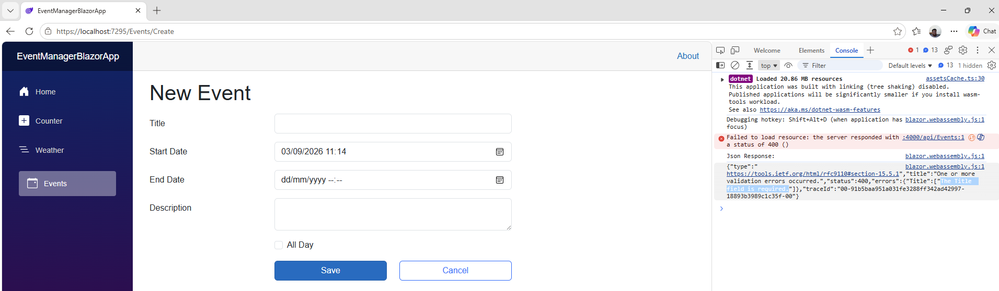 EventManagerBlazorApp
https://localhost:7295/Events/Create
Chat
EventManagerBlazorApp
Home
Counter
Weather
Events
About
New Event
Title
Start Date
03/09/2026 11:14
End Date
dd/mm/yyyy --:--
Description
All Day
Save
Cancel
Welcome
Elements
Console
1
13
top
Filter
Default levels
13
1 hidden
dotnet Loaded 20.86 MB resources assetsCache.ts:30
This application was built with linking (tree shaking) disabled.
Published applications will be significantly smaller if you install wasm-
tools workload.
See also https://aka.ms/dotnet-wasm-features
Debugging hotkey: Shift+Alt+D (when application has blazor.webassembly.js:1
focus)
Failed to load resource: the server responded with :4000/api/Events:1
a status of 400 ()
Json Response: blazor.webassembly.js:1
{"type":" blazor.webassembly.js:1
https://tools.ietf.org/html/rfc9110#section-15.5.1","title":"One or more
validation errors occurred.","status":400,"errors":{"Title":["The Title
field is required."]},"traceId":"00-91b5baa951a031fe3288ff342ad42997-
18893b3989c1c35f-00"}